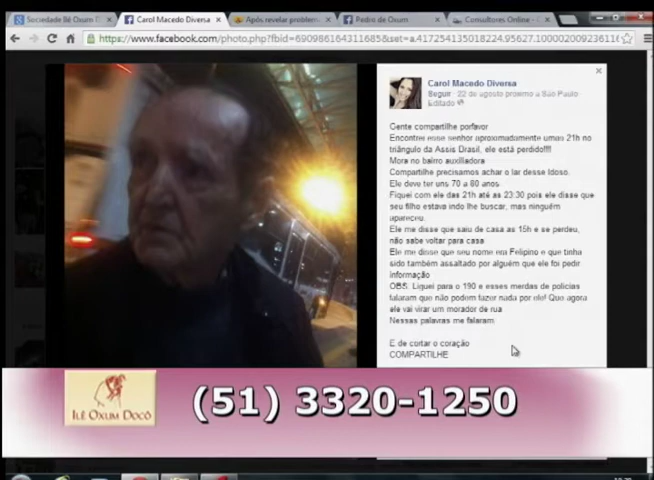 Sociedade Ilê Oxum D
Carol Macedo Diversa
Após revelar problem
Pedro de Oxum
Consultores Online - C
https://www.facebook.com/photo.php?fbid=
Carol Macedo Diversa
Seguir · 22 de agosto próximo a São Paulo
Editado
Gente compartilhe porfavor
Encontrei esse senhor aproximadamente umas 21h no
triângulo da Assis Brasil, ele está perdido!!!!
Mora no bairro auxiliadora
Compartilhe precisamos achar o lar desse Idoso.
Ele deve ter uns 70 a 80 anos
Fiquei com ele das 21h até as 23:30 pois ele disse que
seu filho estava indo lhe buscar, mas ninguém
apareceu.
Ele me disse que saiu de casa as 15h e se perdeu,
não sabe voltar para casa
Ele me disse que seu nome era Felipino e que tinha
sido também assaltado por alguém que ele foi pedir
informação
OBS: Liguei para o 190 e esses merdas de policias
falaram que não podem fazer nada por ele! Que agora
ele vai virar um morador de rua
Nessas palavras me falaram
É de cortar o coração
COMPARTILHE
ILÊ OXUM DOCÔ
(51) 3320-1250